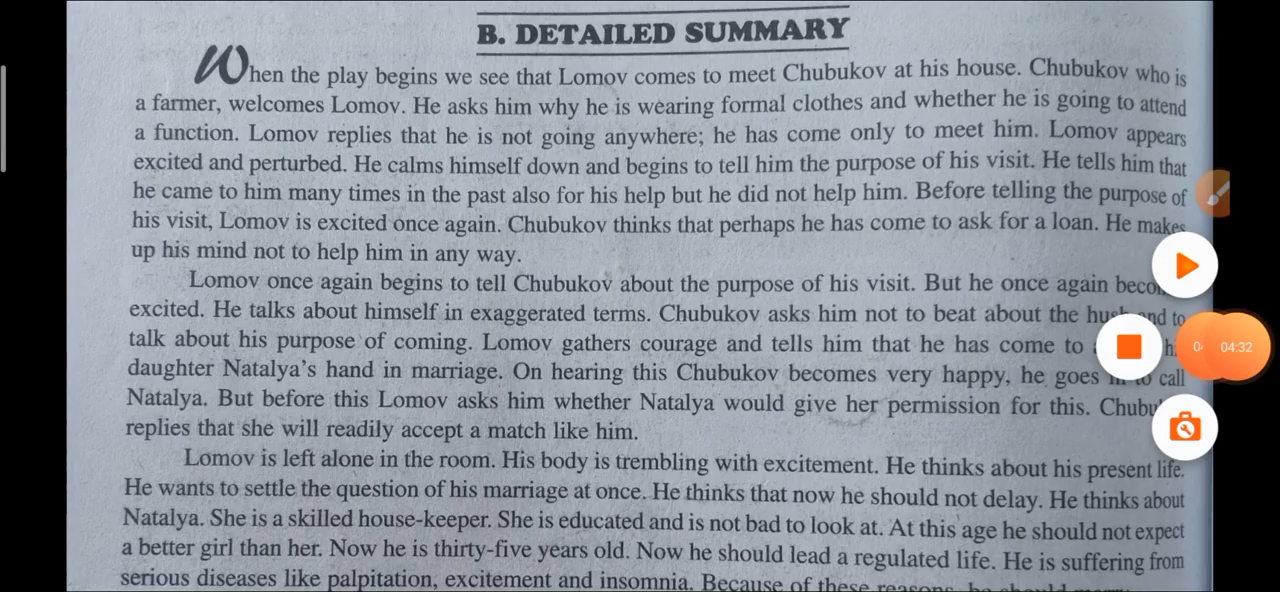 B. DETAILED SUMMARY
When the play begins we see that Lomov comes to meet Chubukov at his house. Chubukov who is
a farmer, welcomes Lomov. He asks him why he is wearing formal clothes and whether he is going to attend
a function. Lomov replies that he is not going anywhere; he has come only to meet him. Lomov appears
excited and perturbed. He calms himself down and begins to tell him the purpose of his visit. He tells him that
he came to him many times in the past also for his help but he did not help him. Before telling the purpose of
his visit, Lomov is excited once again. Chubukov thinks that perhaps he has come to ask for a loan. He makes
up his mind not to help him in any way.
Lomov once again begins to tell Chubukov about the purpose of his visit. But he once again
excited. He talks about himself in exaggerated terms. Chubukov asks him not to beat about the and to
talk about his purpose of coming. Lomov gathers courage and tells him that he has come to
daughter Natalya's hand in marriage. On hearing this Chubukov becomes very happy, he goes to call
Natalya. But before this Lomov asks him whether Natalya would give her permission for this.
replies that she will readily accept a match like him.
Lomov is left alone in the room. His body is trembling with excitement. He thinks about his present life.
He wants to settle the question of his marriage at once. He thinks that now he should not delay. He thinks about
Natalya. She is a skilled house-keeper. She is educated and is not bad to look at. At this age he should not expect
a better girl than her. Now he is thirty-five years old. Now he should lead a regulated life. He is suffering from
serious diseases like palpitation, excitement and insomnia. Because of these reasons, he should
04:32